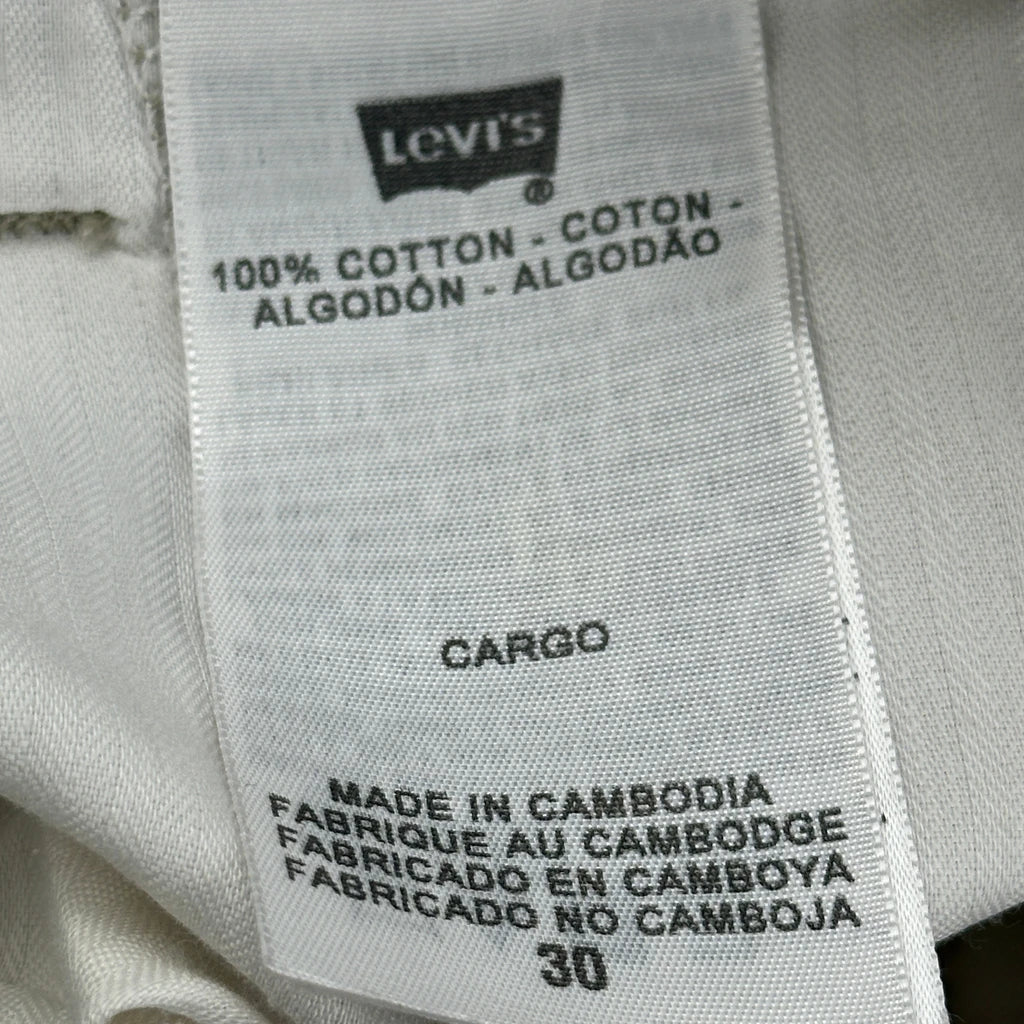 LEVI'S
®
100% COTTON - COTON -
ALGODÓN - ALGODÃO
CARGO
MADE IN CAMBODIA
FABRIQUE AU CAMBODGE
FABRICADO EN CAMBOYA
FABRICADO NO CAMBOJA
30